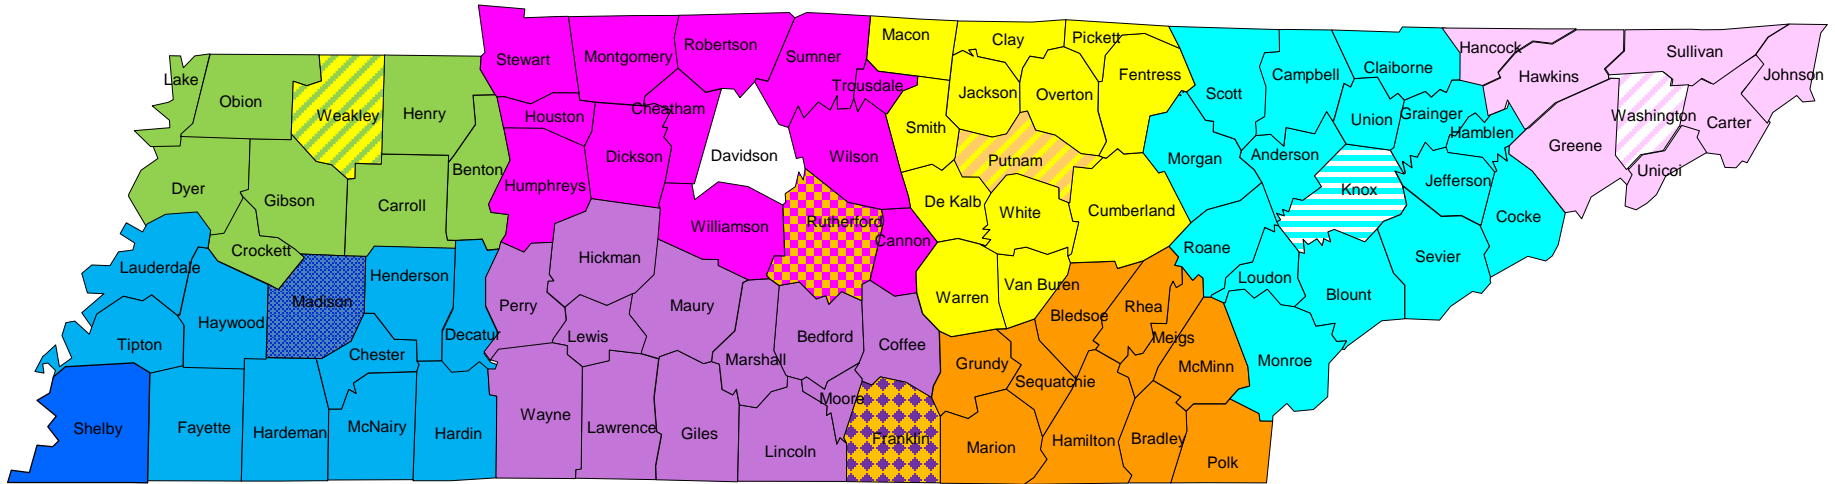 Lake
Obion
Weakley
Henry
Stewart
Montgomery
Robertson
Sumner
Trousdale
Macon
Clay
Pickett
Fentress
Jackson
Overton
Scott
Campbell
Claiborne
Hancock
Hawkins
Sullivan
Johnson
Houston
Cheatham
Dickson
Davidson
Wilson
Smith
Putnam
Morgan
Anderson
Union
Grainger
Hamblen
Greene
Washington
Carter
Unicoi
Dyer
Gibson
Carroll
Benton
Humphreys
Williamson
Rutherford
Cannon
De Kalb
White
Cumberland
Roane
Knox
Jefferson
Cocke
Crockett
Lauderdale
Madison
Henderson
Hickman
Perry
Maury
Lewis
Bedford
Coffee
Warren
Van Buren
Bledsoe
Rhea
Meigs
Loudon
Blount
Sevier
Tipton
Haywood
Chester
Decatur
Marshall
Moore
Grundy
Sequatchie
McMinn
Monroe
Shelby
Fayette
Hardeman
McNairy
Hardin
Wayne
Lawrence
Giles
Lincoln
Franklin
Marion
Hamilton
Bradley
Polk